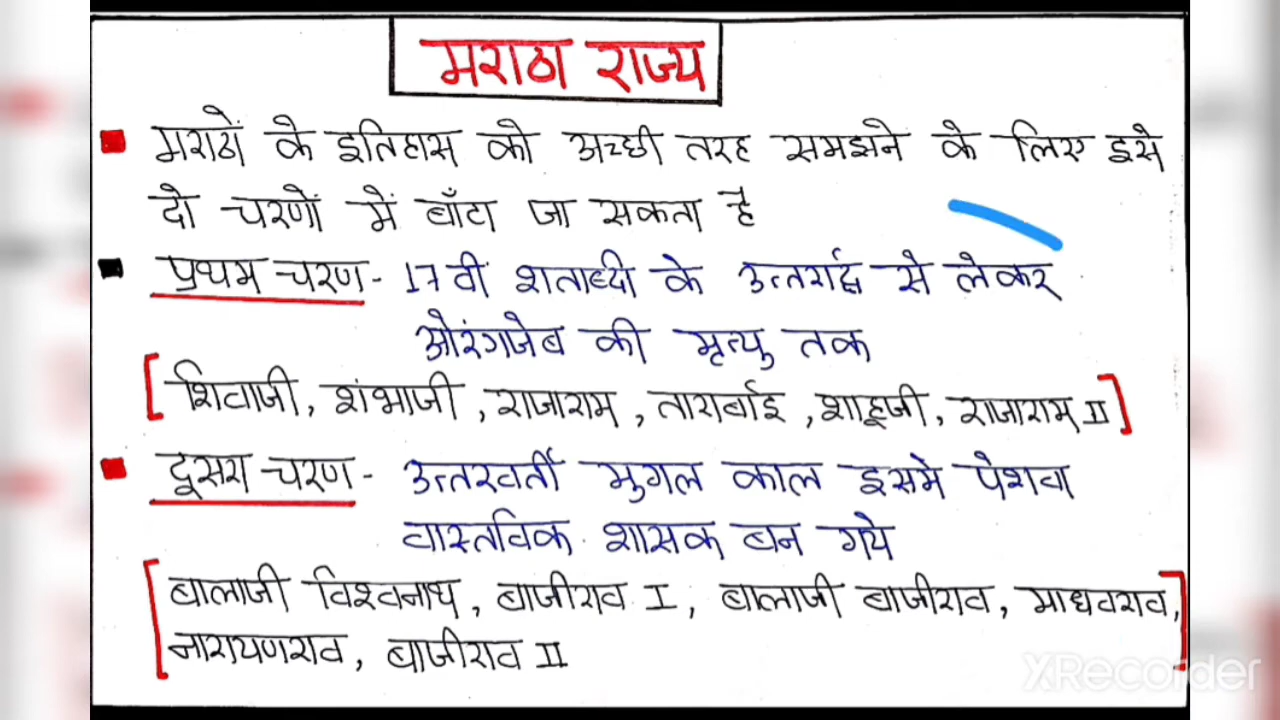 मराठा राज्य
मराठों के इतिहास को अच्छी तरह समझने के लिए इसे
दो चरणों में बाँटा जा सकता है
प्रथम चरण - 17 वी शताब्दी के उत्तरार्द्ध से लेकर
औरंगजेब की मृत्यु तक
[शिवाजी, शंभाजी, राजाराम, ताराबाई, शाहूजी, राजाराम II]
दूसरा चरण - उत्तरवर्ती मुगल काल इसमे पेशवा
वास्तविक शासक बन गये
[बालाजी विश्वनाथ, बाजीराव I, बालाजी बाजीराव, माधवराव,
नारायणराव, बाजीराव II]
XRecorder